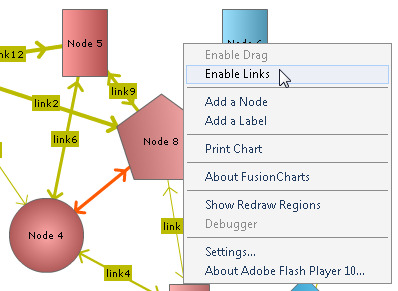 Node 5
Node 6
nk12
Enable Drag
Enable Links
link9
link2
Add a Node
Add a Label
link6
Node 8
Print Chart
About FusionCharts
Show Redraw Regions
link
Debugger
Node 4
Settings...
link4
About Adobe Flash Player 10...